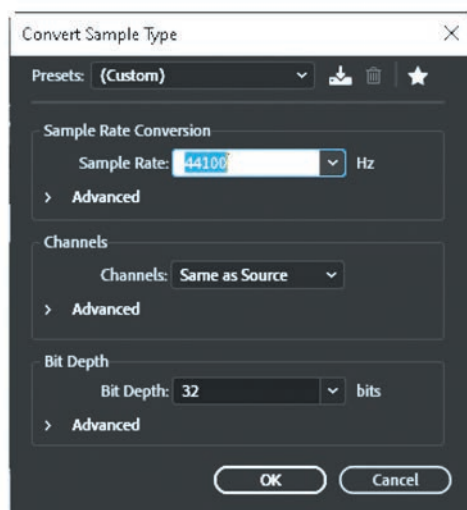 Convert Sample Type
Presets: (Custom)
Sample Rate Conversion
Sample Rate: 44100 Hz
Advanced
Channels
Channels: Same as Source
Advanced
Bit Depth
Bit Depth: 32 bits
Advanced
OK Cancel